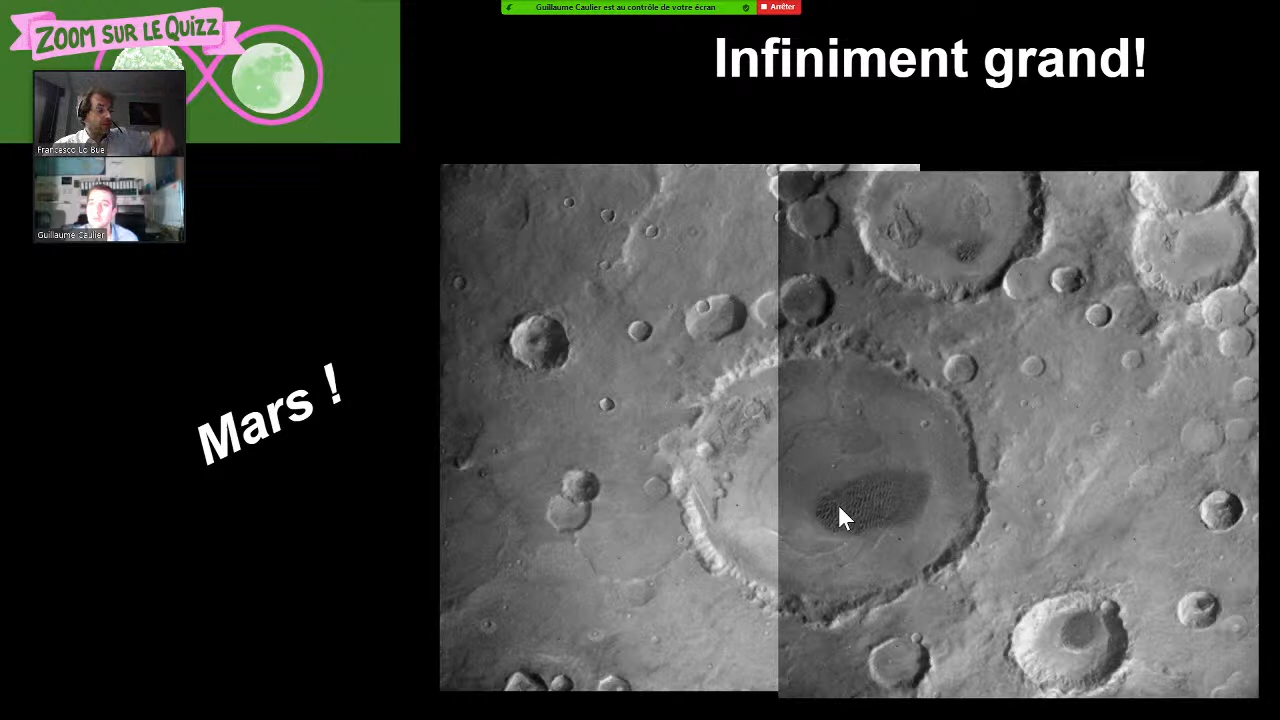 Guillaume Caulier est au contrôle de votre écran
Arrêter
ZOOM SUR LE QUIZZ
Infiniment grand!
Francesco Lo Bue
Guillaume Caulier
Mars !